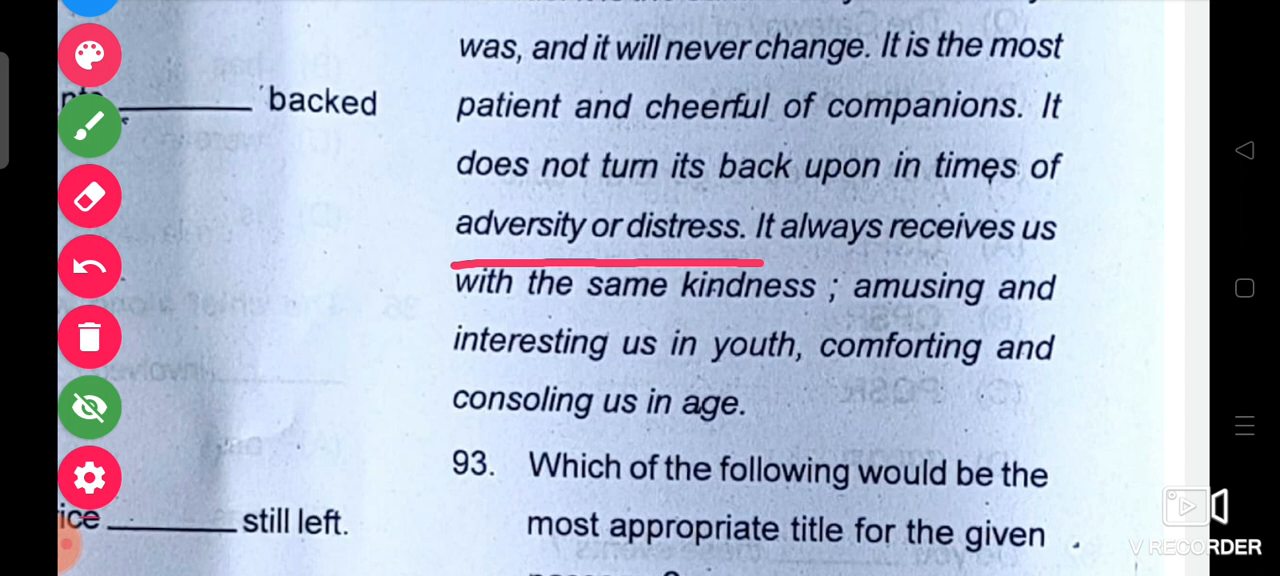 backed
still left.
was, and it will never change. It is the most
patient and cheerful of companions. It
does not turn its back upon in times of
adversity or distress. It always receives us
with the same kindness ; amusing and
interesting us in youth, comforting and
consoling us in age.
93. Which of the following would be the
most appropriate title for the given
V RECORDER